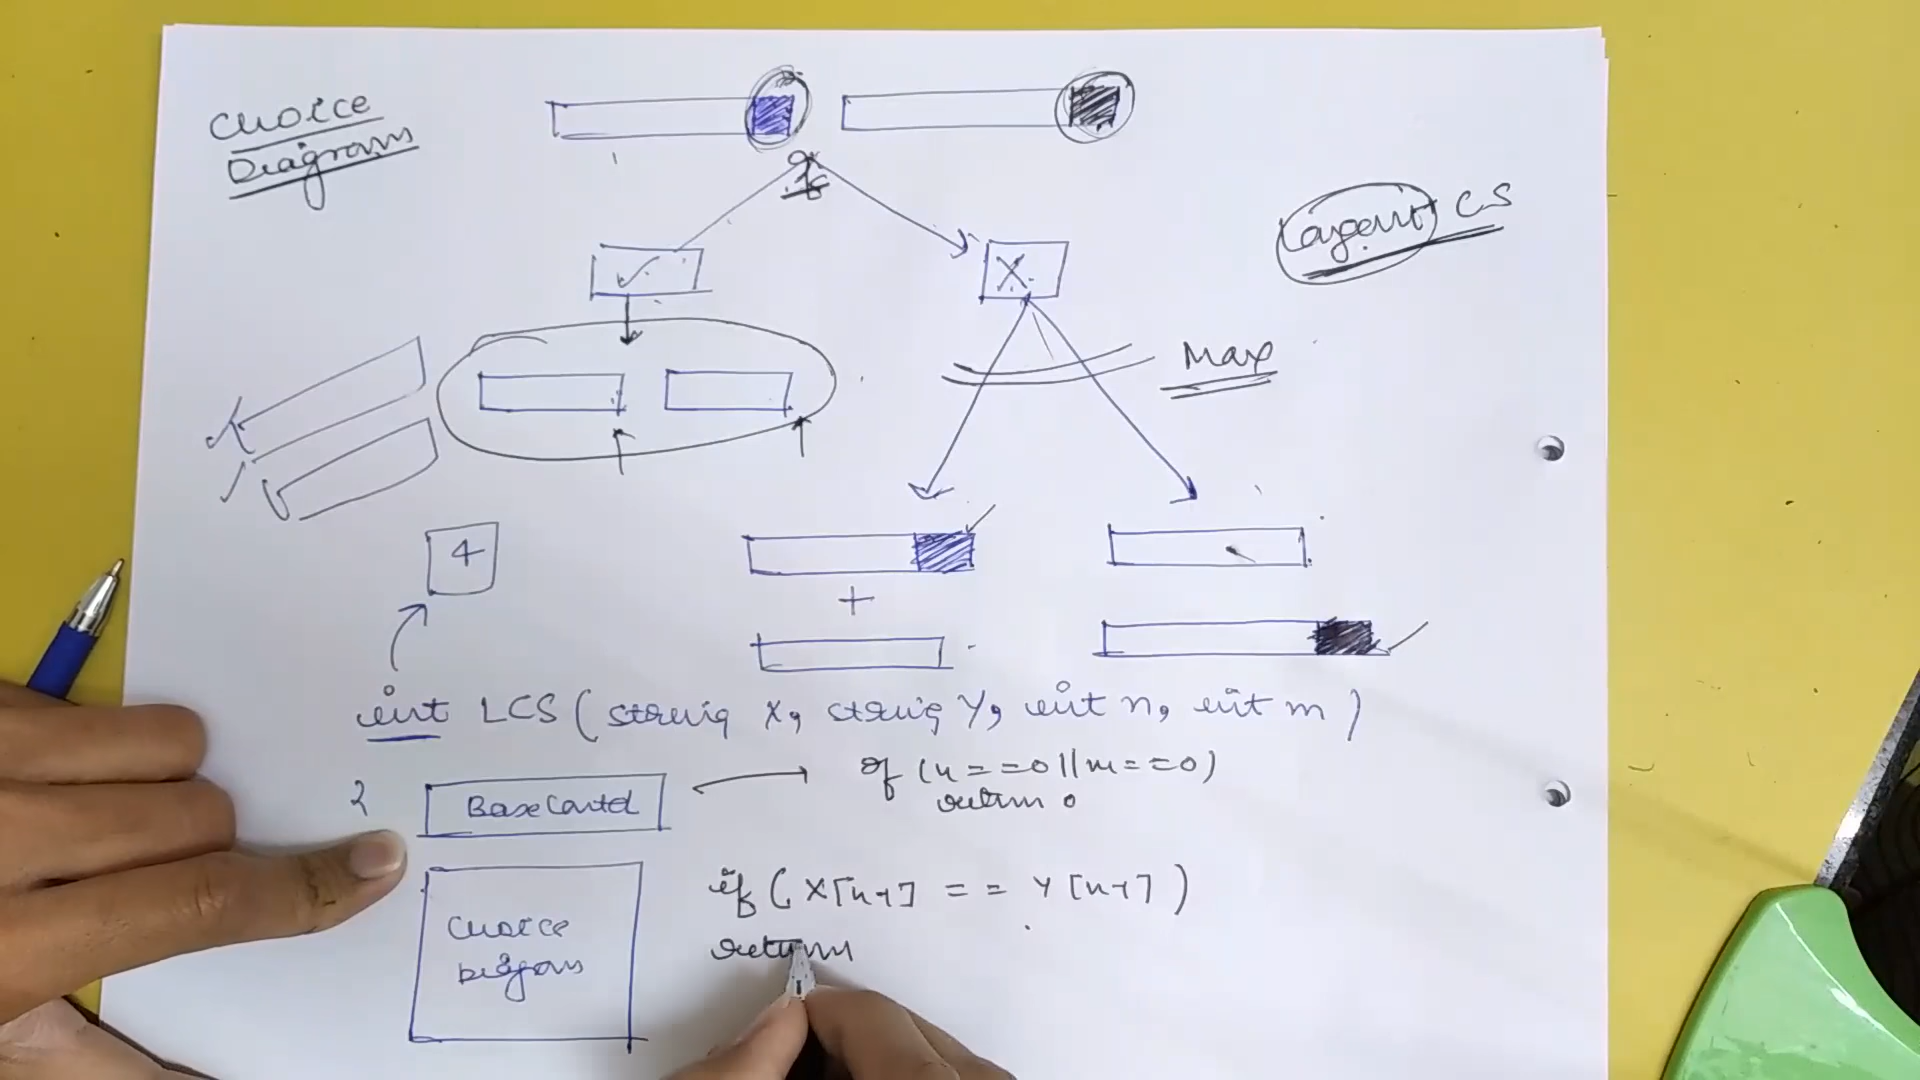 Choice
Diagram
Largest CS
✓
X
Max
4
+
int LCS (string X, string Y, int n, int m)
{
Base Condt
if (n==0 || m==0)
return 0
if (X[n-1] == Y[n-1])
return
Choice
Diagram